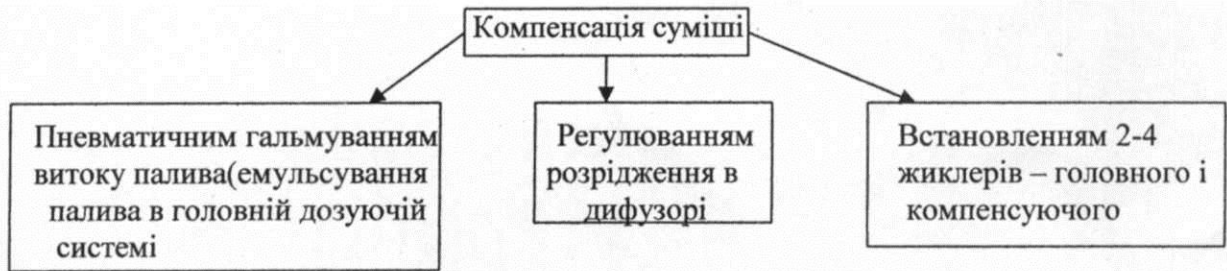 Компенсація суміші
Пневматичним гальмуванням
витоку палива(емульсування
палива в головній дозуючій
системі
Регулюванням
розрідження в
дифузорі
Встановленням 2-4
жиклерів – головного і
компенсуючого